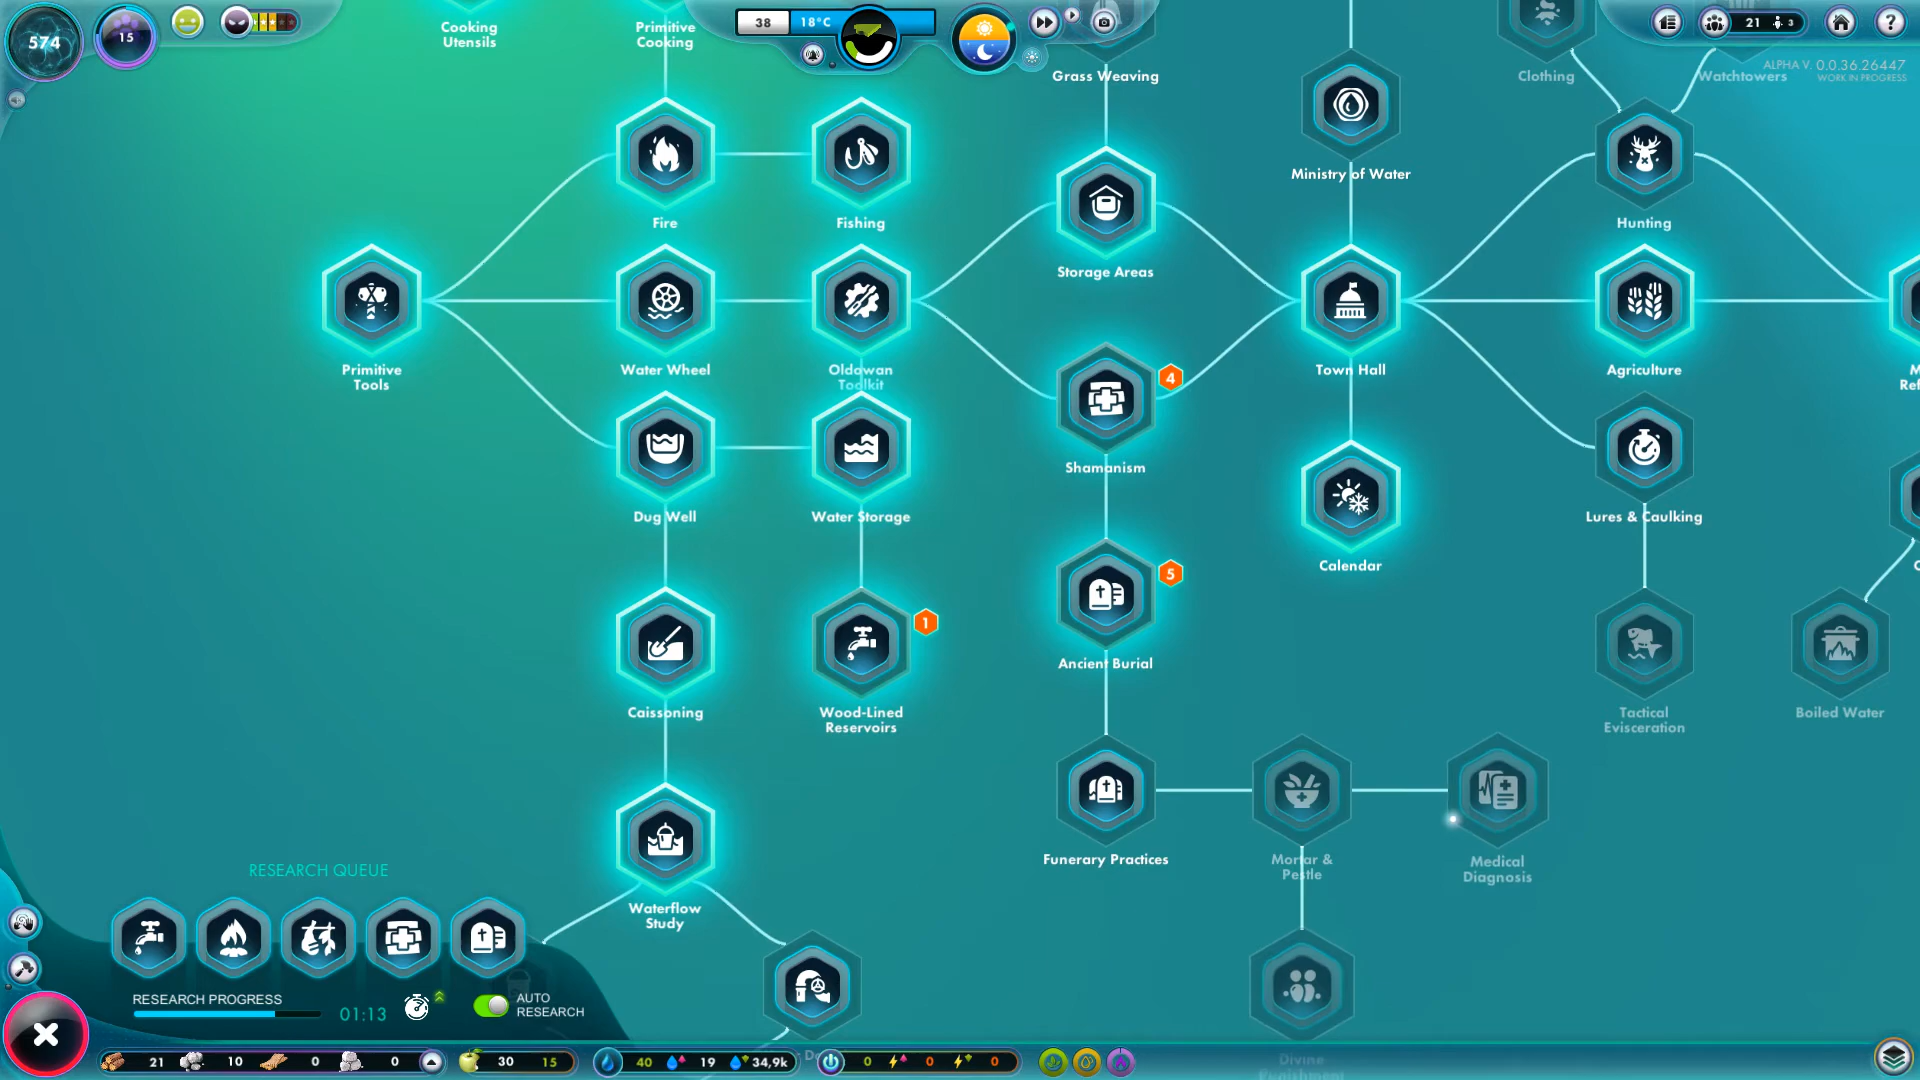 574
15
Cooking
Utensils
Primitive
Cooking
38
18°C
21
3
?
ALPHA V. 0.0.36.26447
WORK IN PROGRESS
Grass Weaving
Clothing
Watchtowers
Ministry of Water
Fire
Fishing
Storage Areas
Hunting
Primitive
Tools
Water Wheel
Oldowan
Toolkit
4
Town Hall
Agriculture
Shamanism
Dug Well
Water Storage
Calendar
Lures & Caulking
5
1
Ancient Burial
Caissoning
Wood-Lined
Reservoirs
Tactical
Evisceration
Boiled Water
Funerary Practices
Mortar &
Pestle
Medical
Diagnosis
Waterflow
Study
RESEARCH QUEUE
RESEARCH PROGRESS
01:13
AUTO
RESEARCH
21
10
0
0
30
15
40
19
34,9k
0
0
0
Divine
Punishment